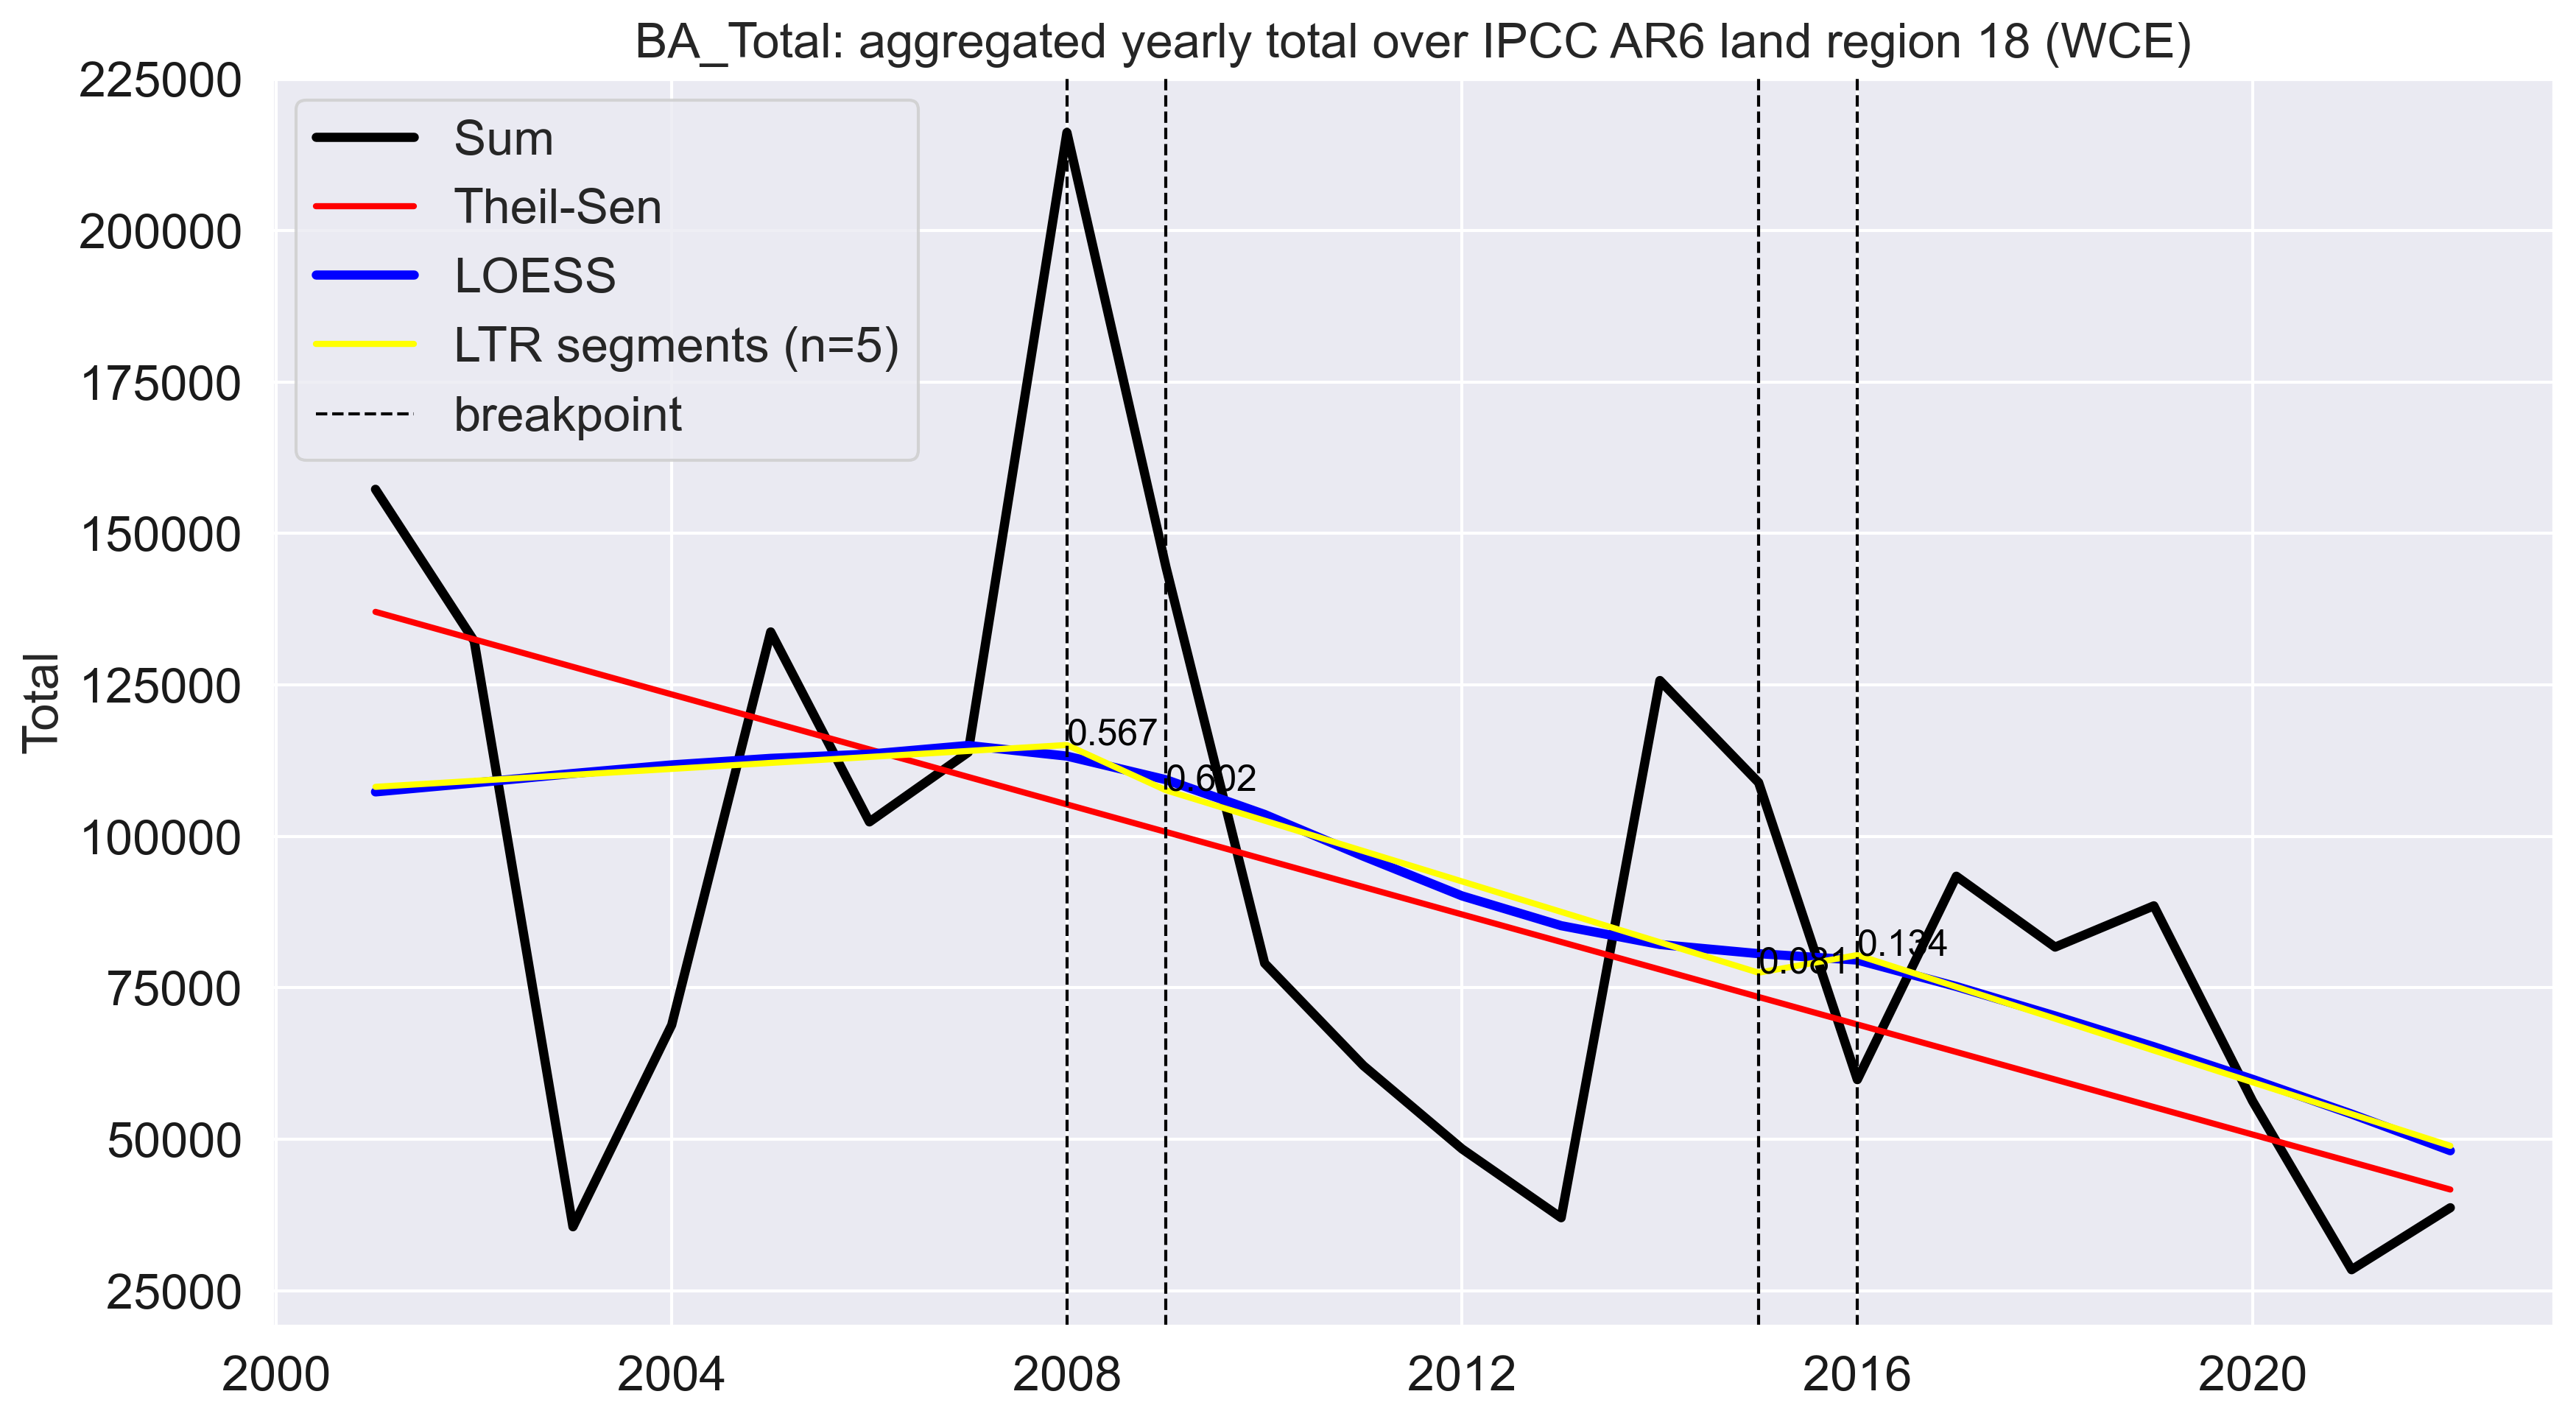 BA_Total: aggregated yearly total over IPCC AR6 land region 18 (WCE)
225000
200000
175000
150000
125000
100000
75000
50000
25000
Total
Sum
Theil-Sen
LOESS
LTR segments (n=5)
breakpoint
0.567
0.602
0.081
0.134
2000
2004
2008
2012
2016
2020